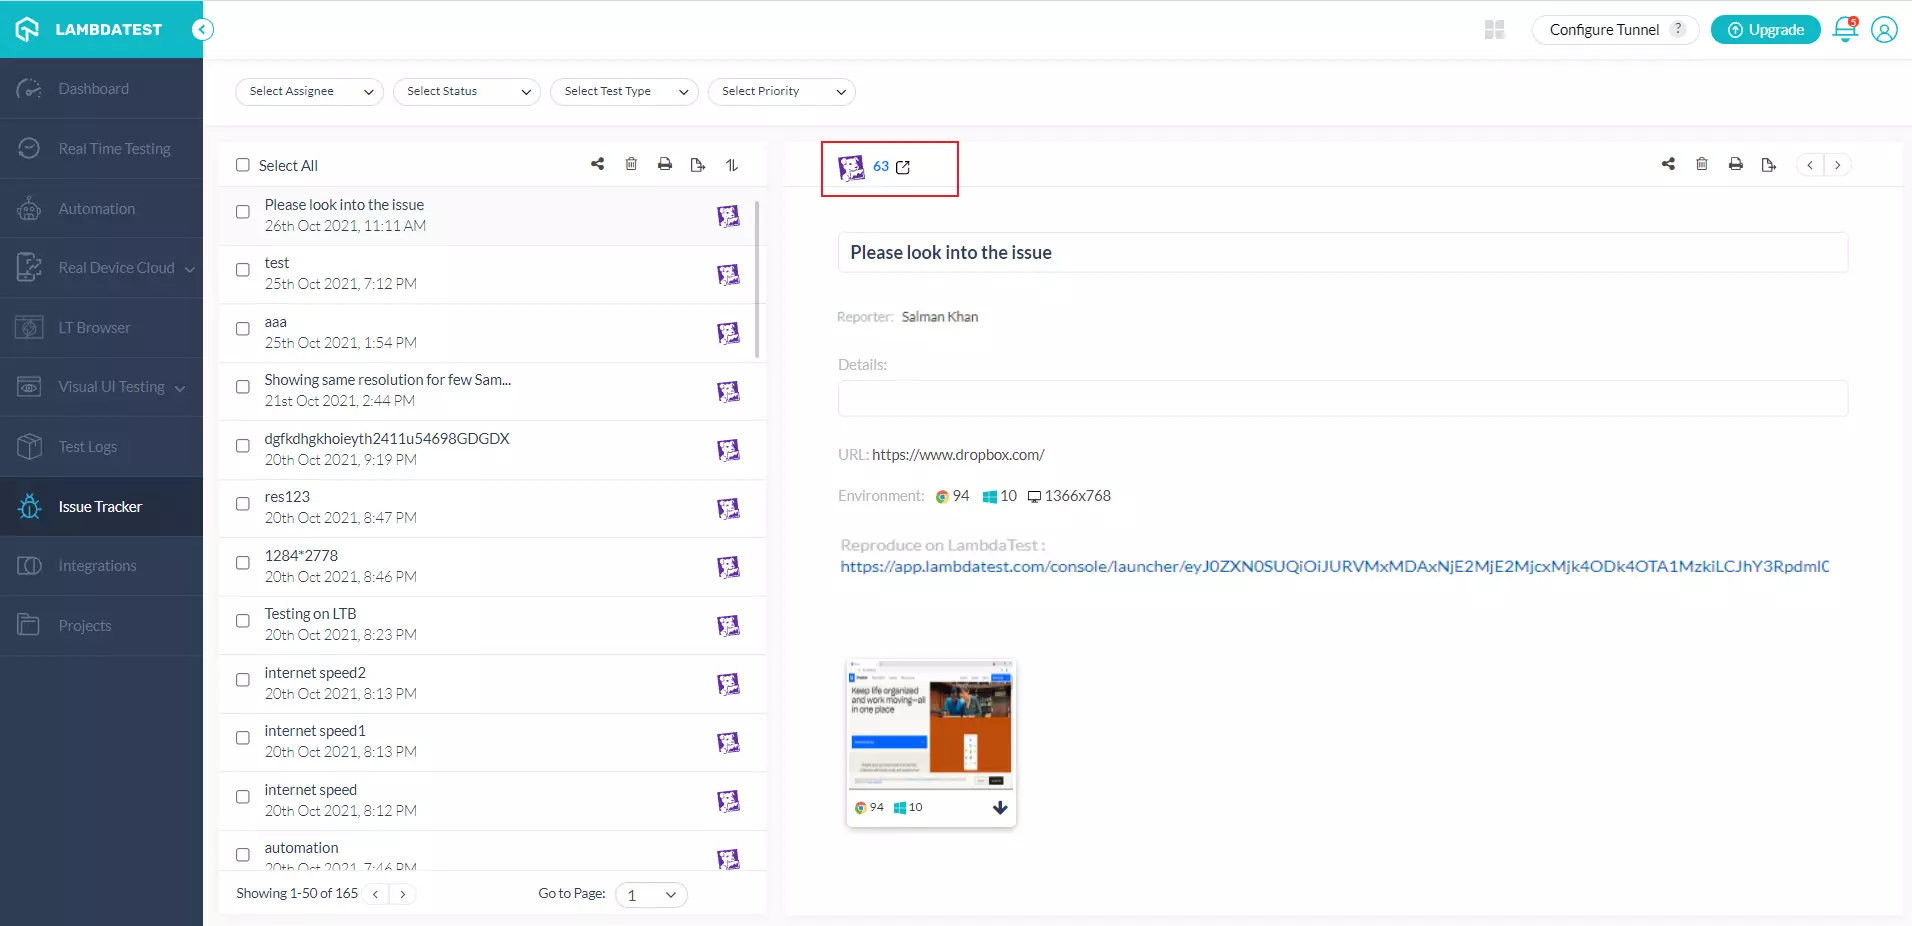 LAMBDATEST
Configure Tunnel ?
Upgrade
5
Dashboard
Real Time Testing
Automation
Real Device Cloud
LT Browser
Visual UI Testing
Test Logs
Issue Tracker
Integrations
Projects
Select Assignee
Select Status
Select Test Type
Select Priority
Select All
Please look into the issue
26th Oct 2021, 11:11 AM
test
25th Oct 2021, 7:12 PM
aaa
25th Oct 2021, 1:54 PM
Showing same resolution for few Sam...
21st Oct 2021, 2:44 PM
dgfkdhgkhoieyth2411u54698GDGDX
20th Oct 2021, 9:19 PM
res123
20th Oct 2021, 8:47 PM
1284*2778
20th Oct 2021, 8:46 PM
Testing on LTB
20th Oct 2021, 8:23 PM
internet speed2
20th Oct 2021, 8:13 PM
internet speed1
20th Oct 2021, 8:13 PM
internet speed
20th Oct 2021, 8:12 PM
automation
20th Oct 2021, 7:46 PM
Showing 1-50 of 165
Go to Page: 1
63
Please look into the issue
Reporter: Salman Khan
Details:
URL: https://www.dropbox.com/
Environment: 94 10 1366x768
Reproduce on LambdaTest :
https://app.lambdatest.com/console/launcher/eyJ0ZXN0SUQiOiJURVMxMDAxNjE2MjE2MjcxMjk4ODk4OTA1MzkiLCJhY3Rpdml0
Keep life organized
and work moving—all
in one place
94 10